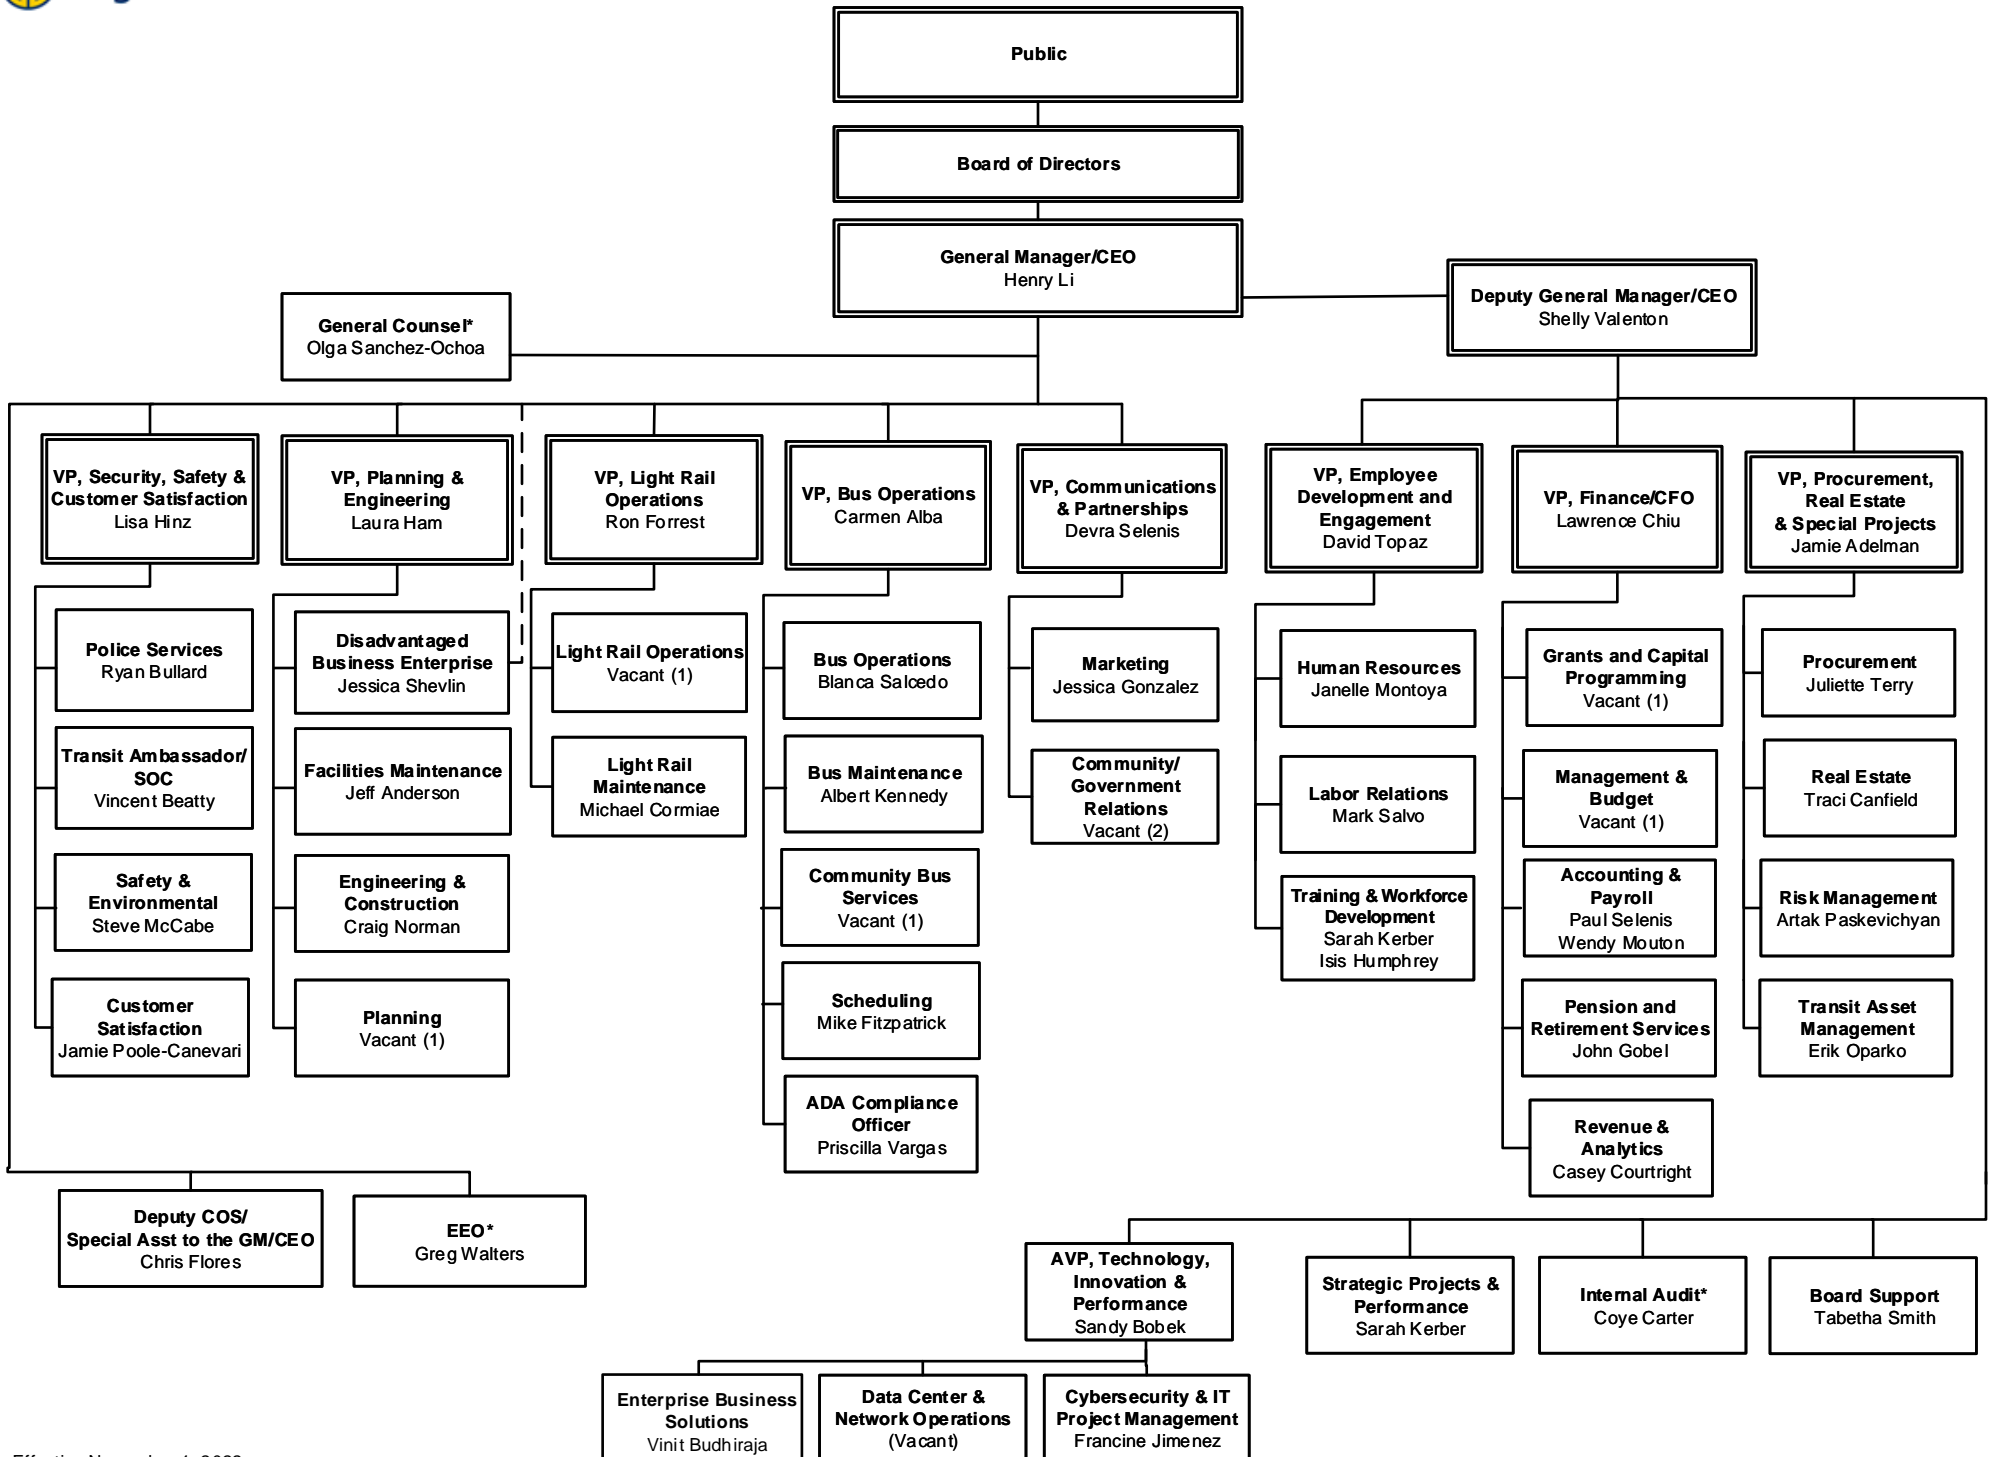 Public
Board of Directors
General Manager/CEO
Henry Li
Deputy General Manager/CEO
Shelly Valenton
General Counsel*
Olga Sanchez-Ochoa
VP, Security, Safety &
Customer Satisfaction
Lisa Hinz
VP, Planning &
Engineering
Laura Ham
VP, Light Rail
Operations
Ron Forrest
VP, Bus Operations
Carmen Alba
VP, Communications
& Partnerships
Devra Selenis
VP, Employee
Development and
Engagement
David Topaz
VP, Finance/CFO
Lawrence Chiu
VP, Procurement,
Real Estate
& Special Projects
Jamie Adelman
Police Services
Ryan Bullard
Transit Ambassador/
SOC
Vincent Beatty
Safety &
Environmental
Steve McCabe
Customer
Satisfaction
Jamie Poole-Canevari
Disadvantaged
Business Enterprise
Jessica Shevlin
Facilities Maintenance
Jeff Anderson
Engineering &
Construction
Craig Norman
Planning
Vacant (1)
Light Rail Operations
Vacant (1)
Light Rail
Maintenance
Michael Cormiae
Bus Operations
Blanca Salcedo
Bus Maintenance
Albert Kennedy
Community Bus
Services
Vacant (1)
Scheduling
Mike Fitzpatrick
ADA Compliance
Officer
Priscilla Vargas
Marketing
Jessica Gonzalez
Community/
Government
Relations
Vacant (2)
Human Resources
Janelle Montoya
Labor Relations
Mark Salvo
Training & Workforce
Development
Sarah Kerber
Isis Humphrey
Grants and Capital
Programming
Vacant (1)
Management &
Budget
Vacant (1)
Accounting &
Payroll
Paul Selenis
Wendy Mouton
Pension and
Retirement Services
John Gobel
Revenue &
Analytics
Casey Courtright
Procurement
Juliette Terry
Real Estate
Traci Canfield
Risk Management
Artak Paskevichyan
Transit Asset
Management
Erik Oparko
Deputy COS/
Special Asst to the GM/CEO
Chris Flores
EEO*
Greg Walters
AVP, Technology,
Innovation &
Performance
Sandy Bobek
Strategic Projects &
Performance
Sarah Kerber
Internal Audit*
Coye Carter
Board Support
Tabetha Smith
Enterprise Business
Solutions
Vinit Budhiraja
Data Center &
Network Operations
(Vacant)
Cybersecurity & IT
Project Management
Francine Jimenez